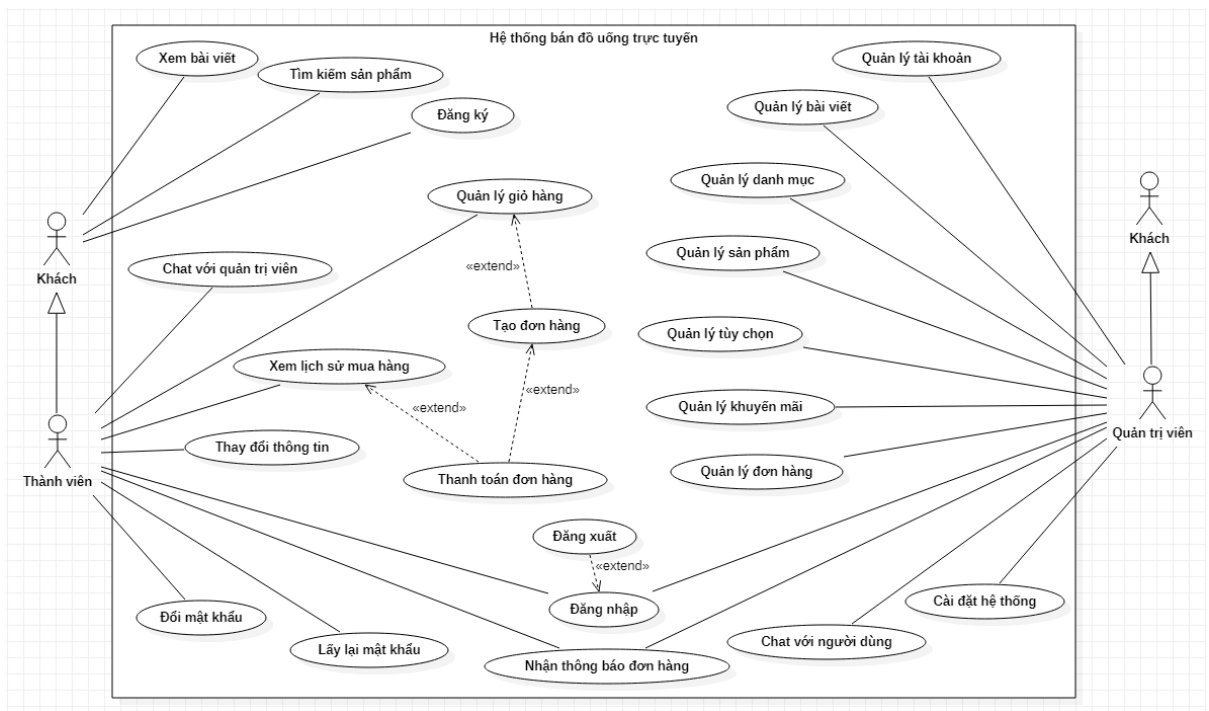 Hệ thống bán đồ uống trực tuyến
Xem bài viết
Tìm kiếm sản phẩm
Đăng ký
Quản lý tài khoản
Quản lý bài viết
Quản lý danh mục
Quản lý giỏ hàng
Khách
Khách
Chat với quản trị viên
«extend»
Quản lý sản phẩm
Tạo đơn hàng
Quản lý tùy chọn
Xem lịch sử mua hàng
«extend»
«extend»
Quản lý khuyến mãi
Quản trị viên
Thay đổi thông tin
Thành viên
Thanh toán đơn hàng
Quản lý đơn hàng
Đăng xuất
«extend»
Đăng nhập
Cài đặt hệ thống
Đổi mật khẩu
Lấy lại mật khẩu
Chat với người dùng
Nhận thông báo đơn hàng